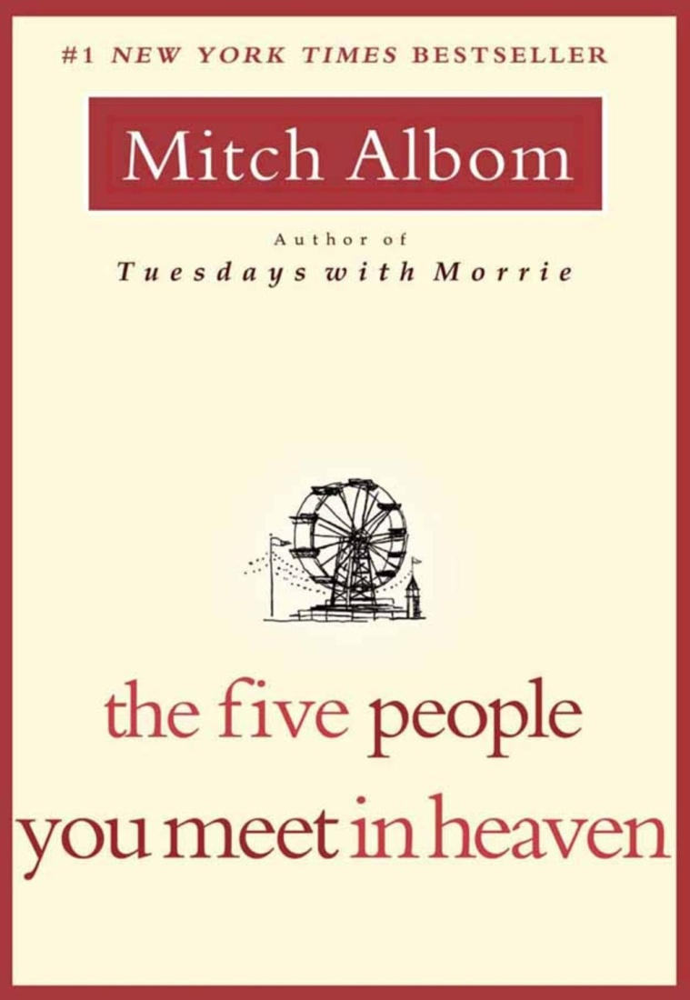 #1 NEW YORK TIMES BESTSELLER
Mitch Albom
Author of
Tuesdays with Morrie
the five people
you meet in heaven